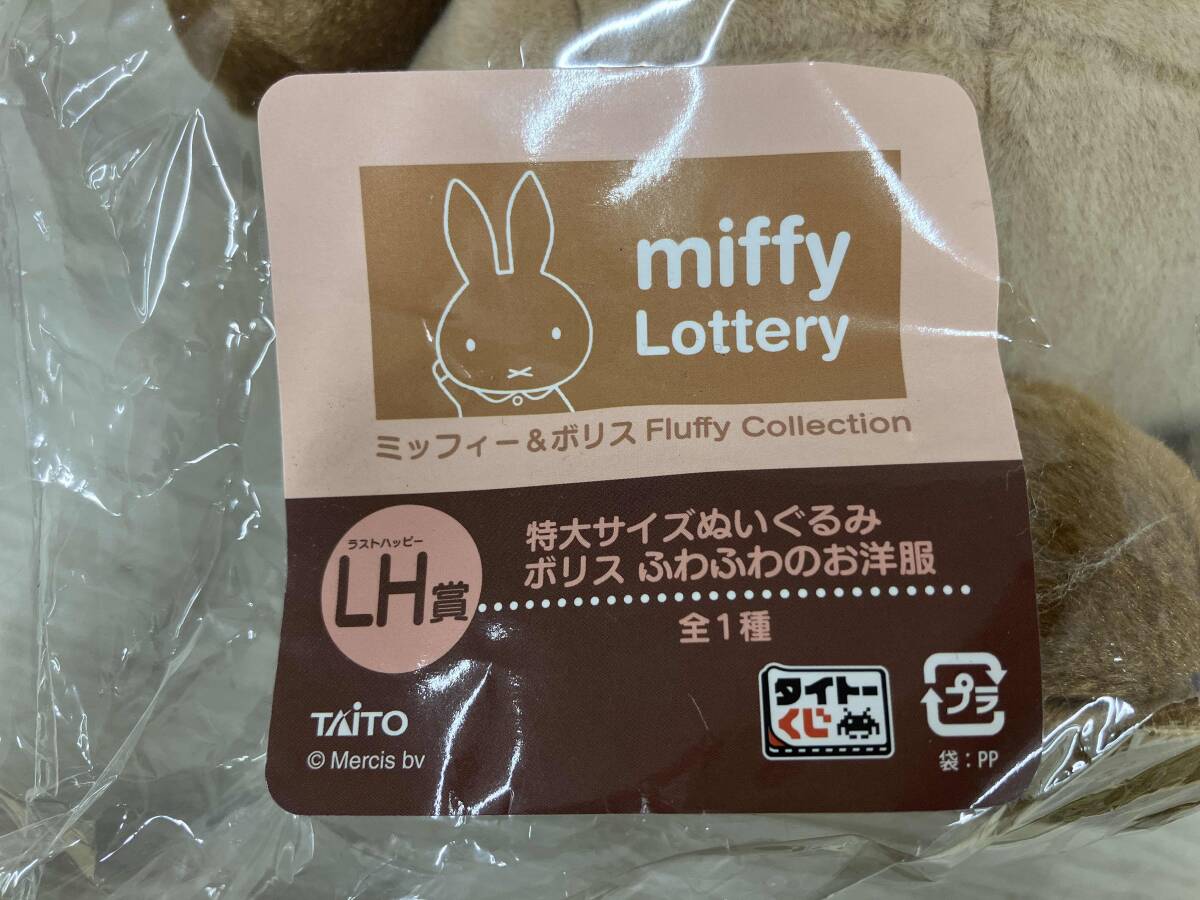 miffy
Lottery
ミッフィー&ボリス Fluffy Collection
ラストハッピー
LH賞
特大サイズぬいぐるみ
ボリス ふわふわのお洋服
全1種
TAITO
© Mercis bv
タイトー
くじ
プラ
袋：PP